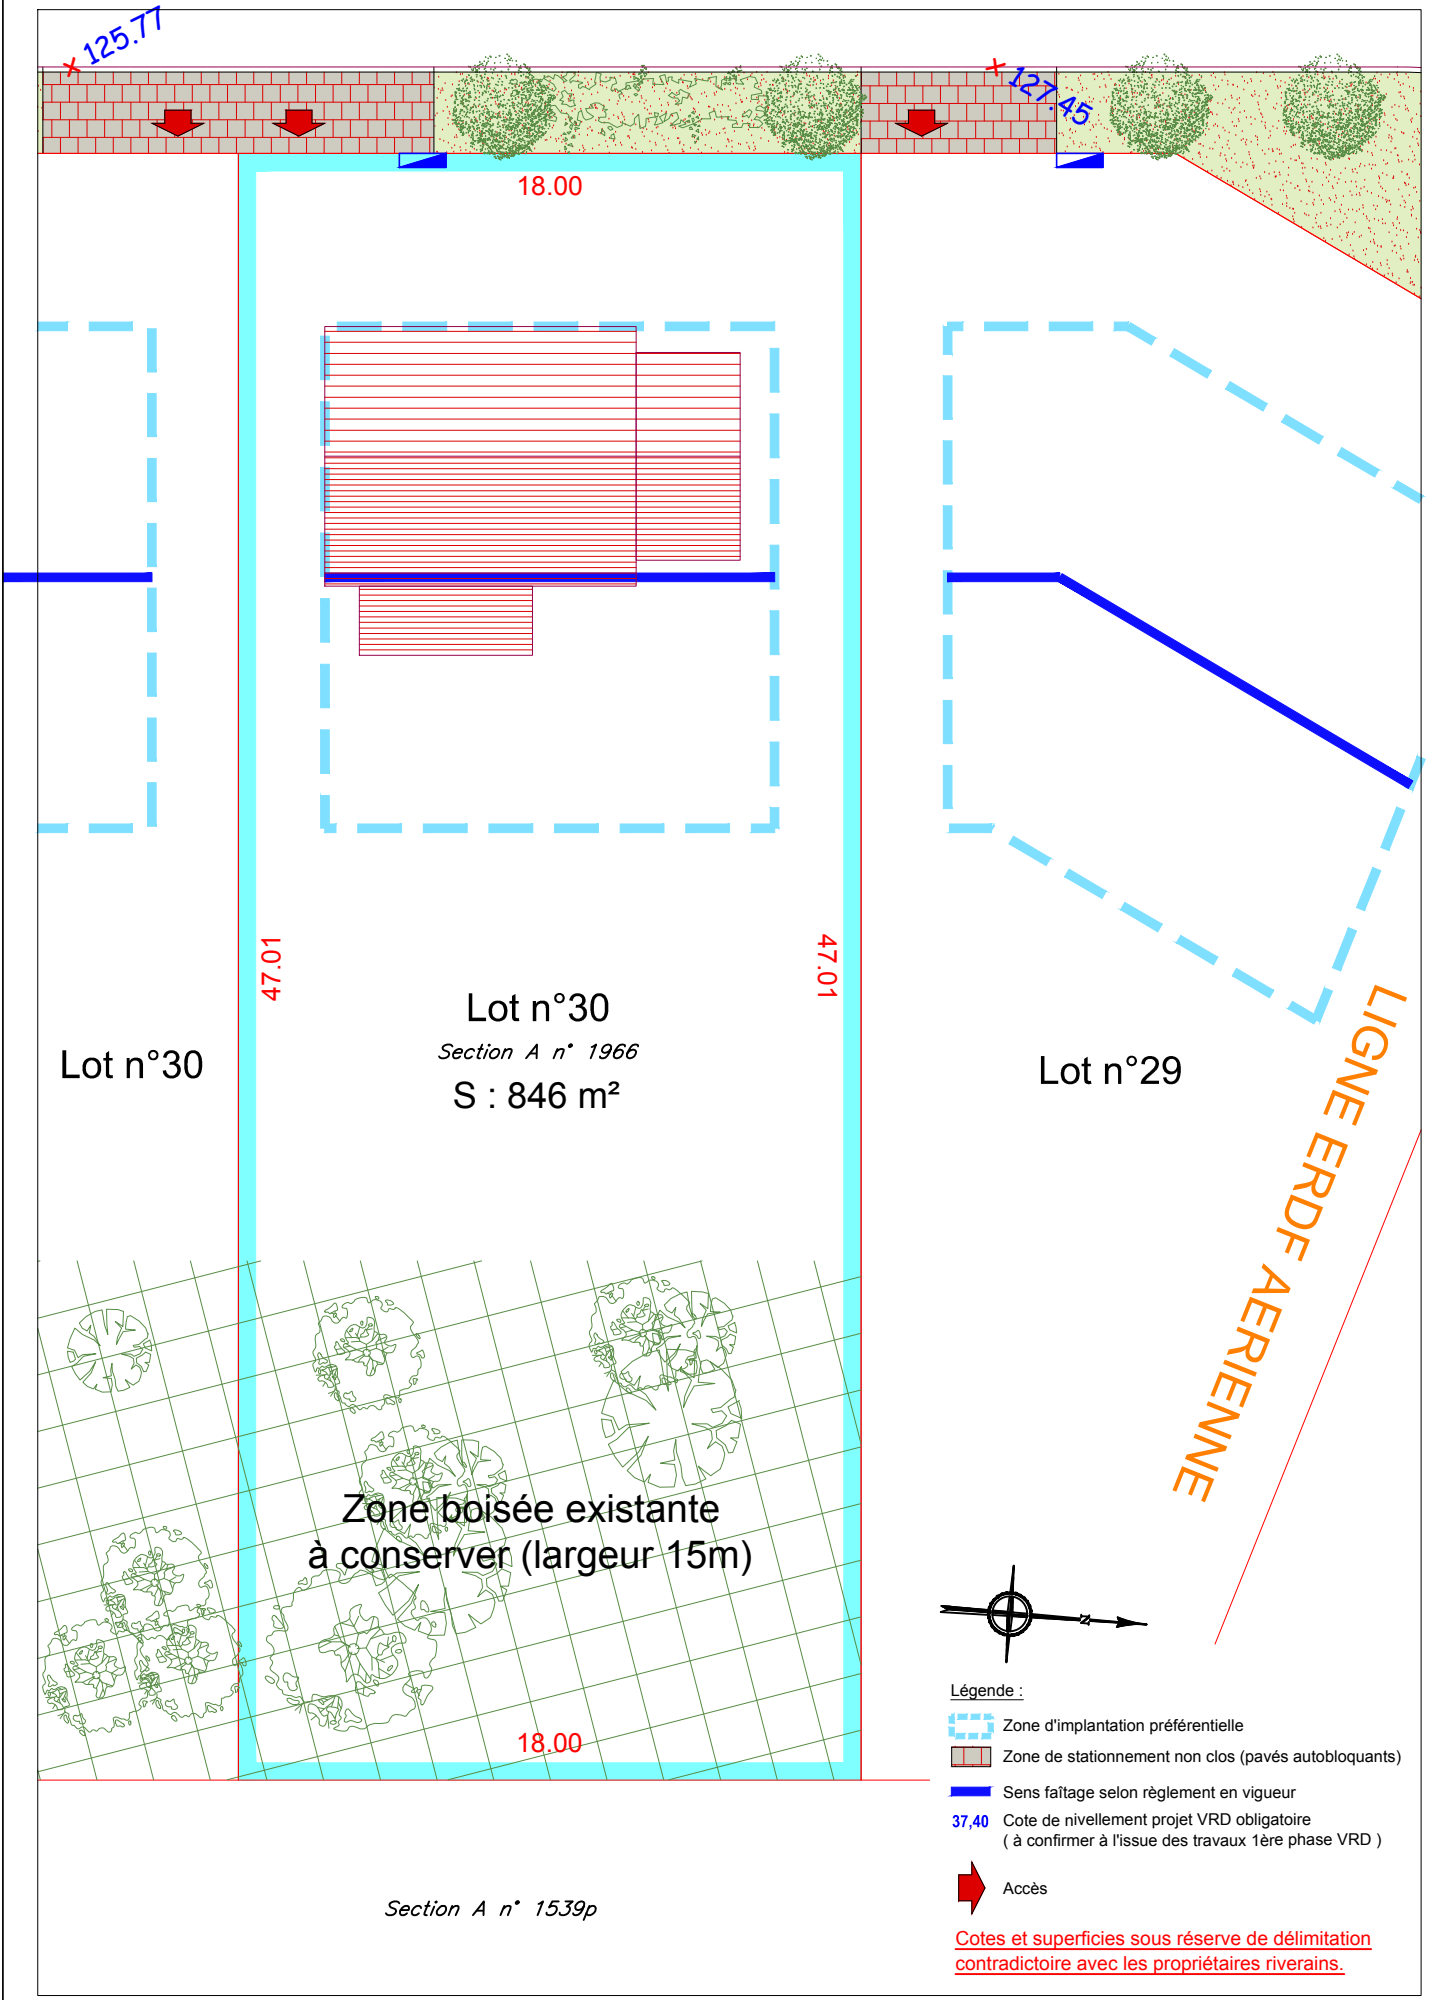 125.77
127.45
18.00
47.01
47.01
Lot n°30
Section A n° 1966
S : 846 m²
Lot n°30
Lot n°29
LIGNE ERDF AERIENNE
Zone boisée existante
à conserver (largeur 15m)
18.00
N
Légende :
Zone d'implantation préférentielle
Zone de stationnement non clos (pavés autobloquants)
Sens faîtage selon règlement en vigueur
37,40 Cote de nivellement projet VRD obligatoire
( à confirmer à l'issue des travaux 1ère phase VRD )
Accès
Section A n° 1539p
Cotes et superficies sous réserve de délimitation
contradictoire avec les propriétaires riverains.